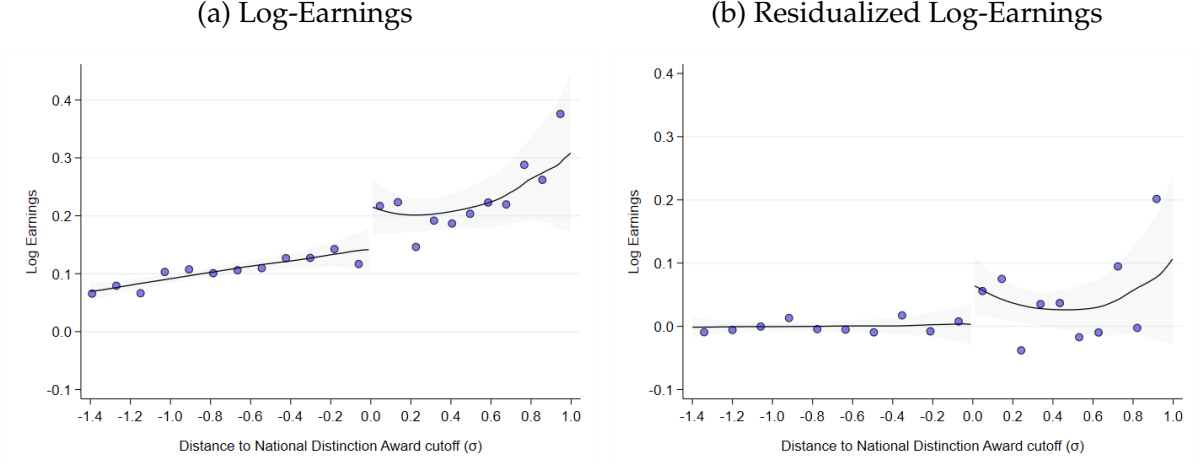 (a) Log-Earnings
(b) Residualized Log-Earnings
Log Earnings
0.4
0.3
0.2
0.1
0.0
-0.1
-1.4 -1.2 -1.0 -0.8 -0.6 -0.4 -0.2 0.0 0.2 0.4 0.6 0.8 1.0
Distance to National Distinction Award cutoff (σ)
Log Earnings
0.4
0.3
0.2
0.1
0.0
-0.1
-1.4 -1.2 -1.0 -0.8 -0.6 -0.4 -0.2 0.0 0.2 0.4 0.6 0.8 1.0
Distance to National Distinction Award cutoff (σ)